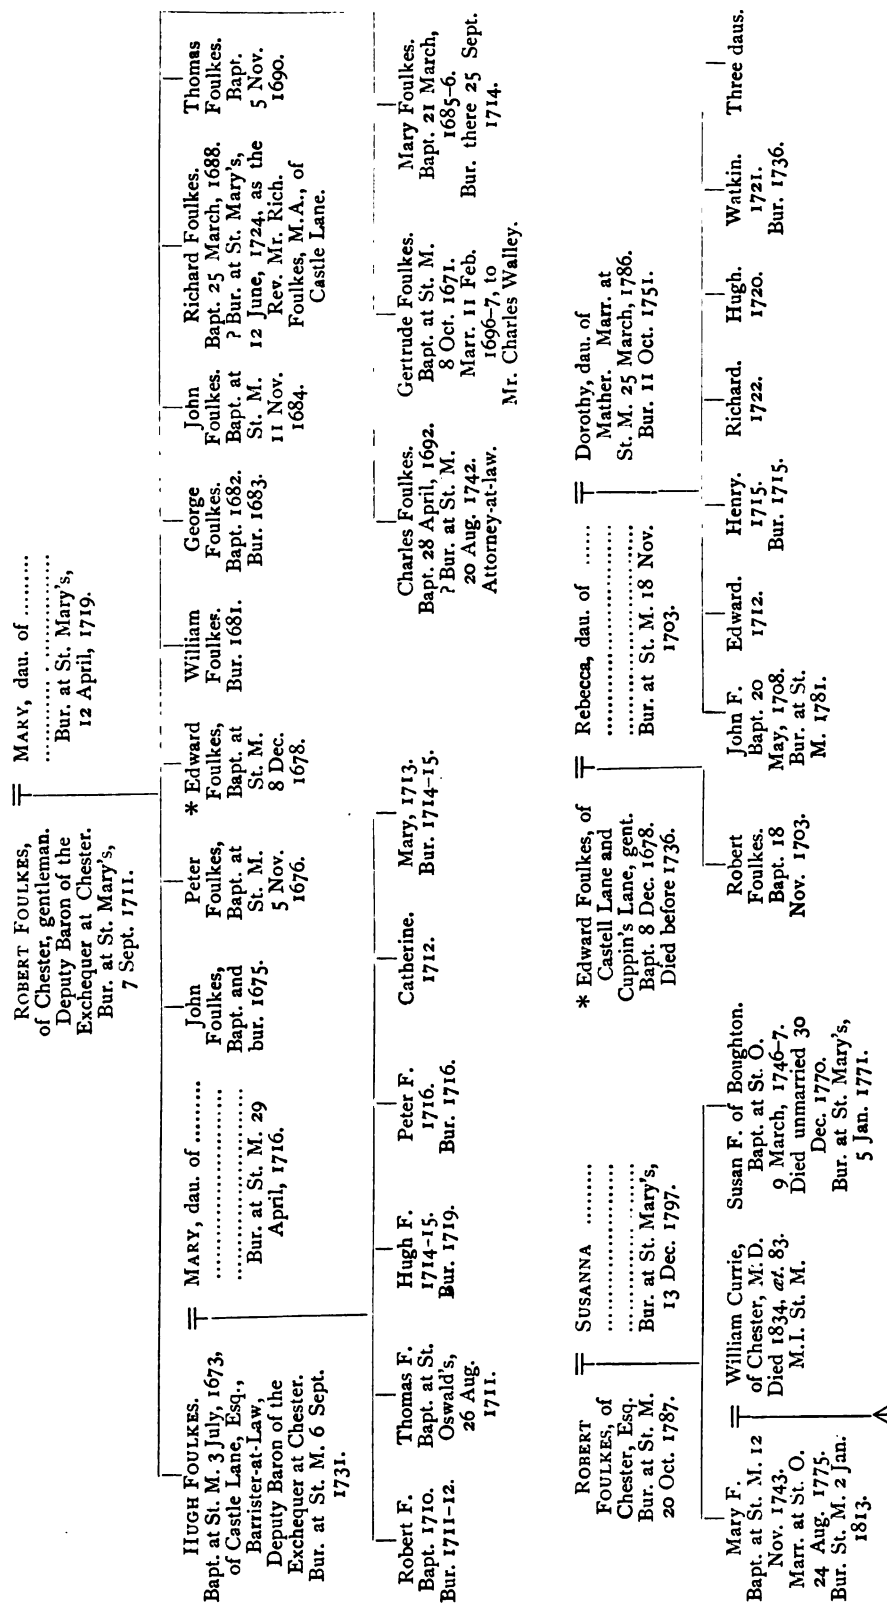 ROBERT FOULKES,
of Chester, gentleman.
Deputy Baron of the
Exchequer at Chester.
Bur. at St. Mary's,
7 Sept. 1711.
MARY, dau. of .........
Bur. at St. Mary's,
12 April, 1719.
HUGH FOULKES.
Bapt. at St. M. 3 July, 1673,
of Castle Lane, Esq.,
Barrister-at-Law,
Deputy Baron of the
Exchequer at Chester.
Bur. at St. M. 6 Sept.
1731.
MARY, dau. of .........
........................
........................
Bur. at St. M. 29
April, 1716.
John
Foulkes,
Bapt. and
bur. 1675.
Peter
Foulkes,
Bapt. at
St. M.
5 Nov.
1676.
* Edward
Foulkes,
Bapt. at
St. M.
8 Dec.
1678.
William
Foulkes.
Bur. 1681.
George
Foulkes.
Bapt. 1682.
Bur. 1683.
John
Foulkes.
Bapt. at
St. M.
11 Nov.
1684.
Richard Foulkes.
Bapt. 25 March, 1688.
? Bur. at St. Mary's,
12 June, 1724, as the
Rev. Mr. Rich.
Foulkes, M.A., of
Castle Lane.
Thomas
Foulkes.
Bapt.
5 Nov.
1690.
Robert F.
Bapt. 1710.
Bur. 1711-12.
Thomas F.
Bapt. at St.
Oswald's,
26 Aug.
1711.
Hugh F.
1714-15.
Bur. 1719.
Peter F.
1716.
Bur. 1716.
Catherine.
1712.
Mary, 1713.
Bur. 1714-15.
Charles Foulkes.
Bapt. 28 April, 1692.
? Bur. at St. M.
20 Aug. 1742.
Attorney-at-law.
Gertrude Foulkes.
Bapt. at St. M.
8 Oct. 1671.
Marr. 11 Feb.
1696-7, to
Mr. Charles Walley.
Mary Foulkes.
Bapt. 21 March,
1685-6.
Bur. there 25 Sept.
1714.
ROBERT
FOULKES, of
Chester, Esq.
Bur. at St. M.
20 Oct. 1787.
SUSANNA .........
........................
........................
Bur. at St. Mary's,
13 Dec. 1797.
* Edward Foulkes, of
Castell Lane and
Cuppin's Lane, gent.
Bapt. 8 Dec. 1678.
Died before 1736.
Rebecca, dau. of ......
........................
........................
Bur. at St. M. 18 Nov.
1703.
Dorothy, dau. of
Mather. Marr. at
St. M. 25 March, 1786.
Bur. 11 Oct. 1751.
Mary F.
Bapt. at St. M. 12
Nov. 1743.
Marr. at St. O.
24 Aug. 1775.
Bur. St. M. 2 Jan.
1813.
William Currie,
of Chester, M.D.
Died 1834, æt. 83.
M.I. St. M.
Susan F. of Boughton.
Bapt. at St. O.
9 March, 1746-7.
Died unmarried 30
Dec. 1770.
Bur. at St. Mary's,
5 Jan. 1771.
Robert
Foulkes.
Bapt. 18
Nov. 1703.
John F.
Bapt. 20
May, 1708.
Bur. at St.
M. 1781.
Edward.
1712.
Henry.
1715.
Bur. 1715.
Richard.
1722.
Hugh.
1720.
Watkin.
1721.
Bur. 1736.
Three daus.